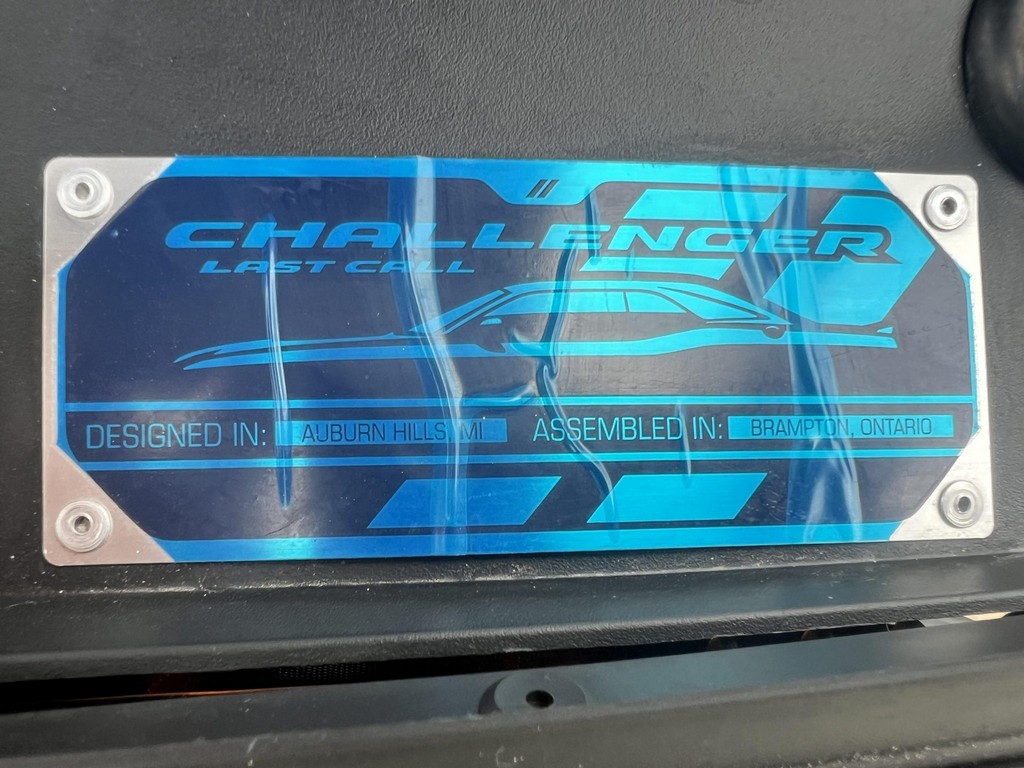 CHALLENGER
LAST CALL
DESIGNED IN: AUBURN HILLS, MI ASSEMBLED IN: BRAMPTON, ONTARIO